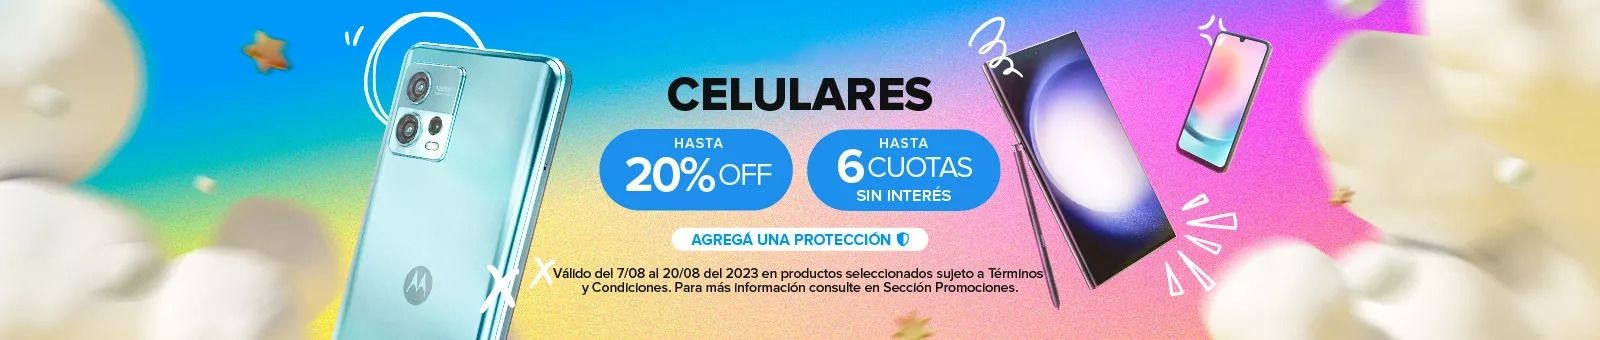 CELULARES
HASTA
20% OFF
HASTA
6 CUOTAS
SIN INTERÉS
AGREGÁ UNA PROTECCIÓN
Válido del 7/08 al 20/08 del 2023 en productos seleccionados sujeto a Términos
y Condiciones. Para más información consulte en Sección Promociones.